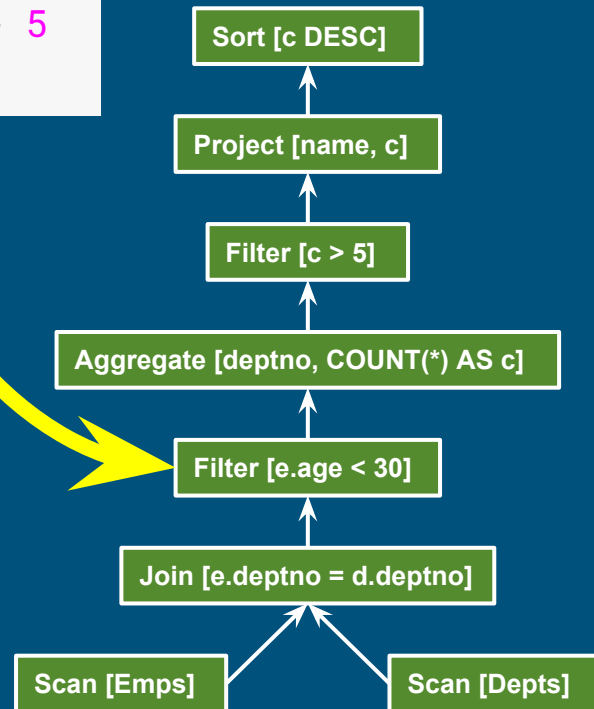 5
Sort [c DESC]
Project [name, c]
Filter [c > 5]
Aggregate [deptno, COUNT(*) AS c]
Filter [e.age < 30]
Join [e.deptno = d.deptno]
Scan [Emps]
Scan [Depts]